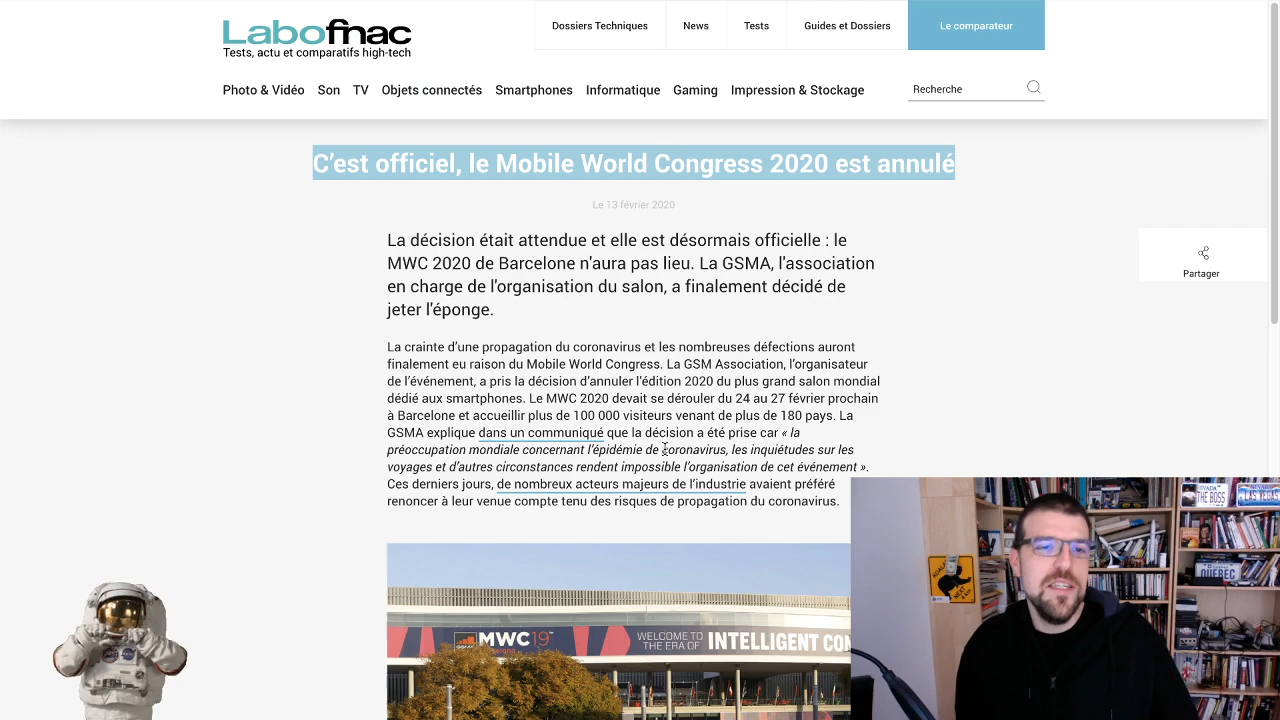 Labofnac
Tests, actu et comparatifs high-tech
Dossiers Techniques
News
Tests
Guides et Dossiers
Le comparateur
Photo & Vidéo
Son
TV
Objets connectés
Smartphones
Informatique
Gaming
Impression & Stockage
Recherche
C’est officiel, le Mobile World Congress 2020 est annulé
Le 13 février 2020
La décision était attendue et elle est désormais officielle : le
MWC 2020 de Barcelone n'aura pas lieu. La GSMA, l'association
en charge de l'organisation du salon, a finalement décidé de
jeter l'éponge.
Partager
La crainte d’une propagation du coronavirus et les nombreuses défections auront
finalement eu raison du Mobile World Congress. La GSM Association, l’organisateur
de l’événement, a pris la décision d’annuler l’édition 2020 du plus grand salon mondial
dédié aux smartphones. Le MWC 2020 devait se dérouler du 24 au 27 février prochain
à Barcelone et accueillir plus de 100 000 visiteurs venant de plus de 180 pays. La
GSMA explique dans un communiqué que la décision a été prise car « la
préoccupation mondiale concernant l’épidémie de coronavirus, les inquiétudes sur les
voyages et d’autres circonstances rendent impossible l’organisation de cet événement ».
Ces derniers jours, de nombreux acteurs majeurs de l’industrie avaient préféré
renoncer à leur venue compte tenu des risques de propagation du coronavirus.
MWC19
WELCOME TO
THE ERA OF
INTELLIGENT CON
THE BOSS
LAS VEGAS
QUÉBEC
NEXT